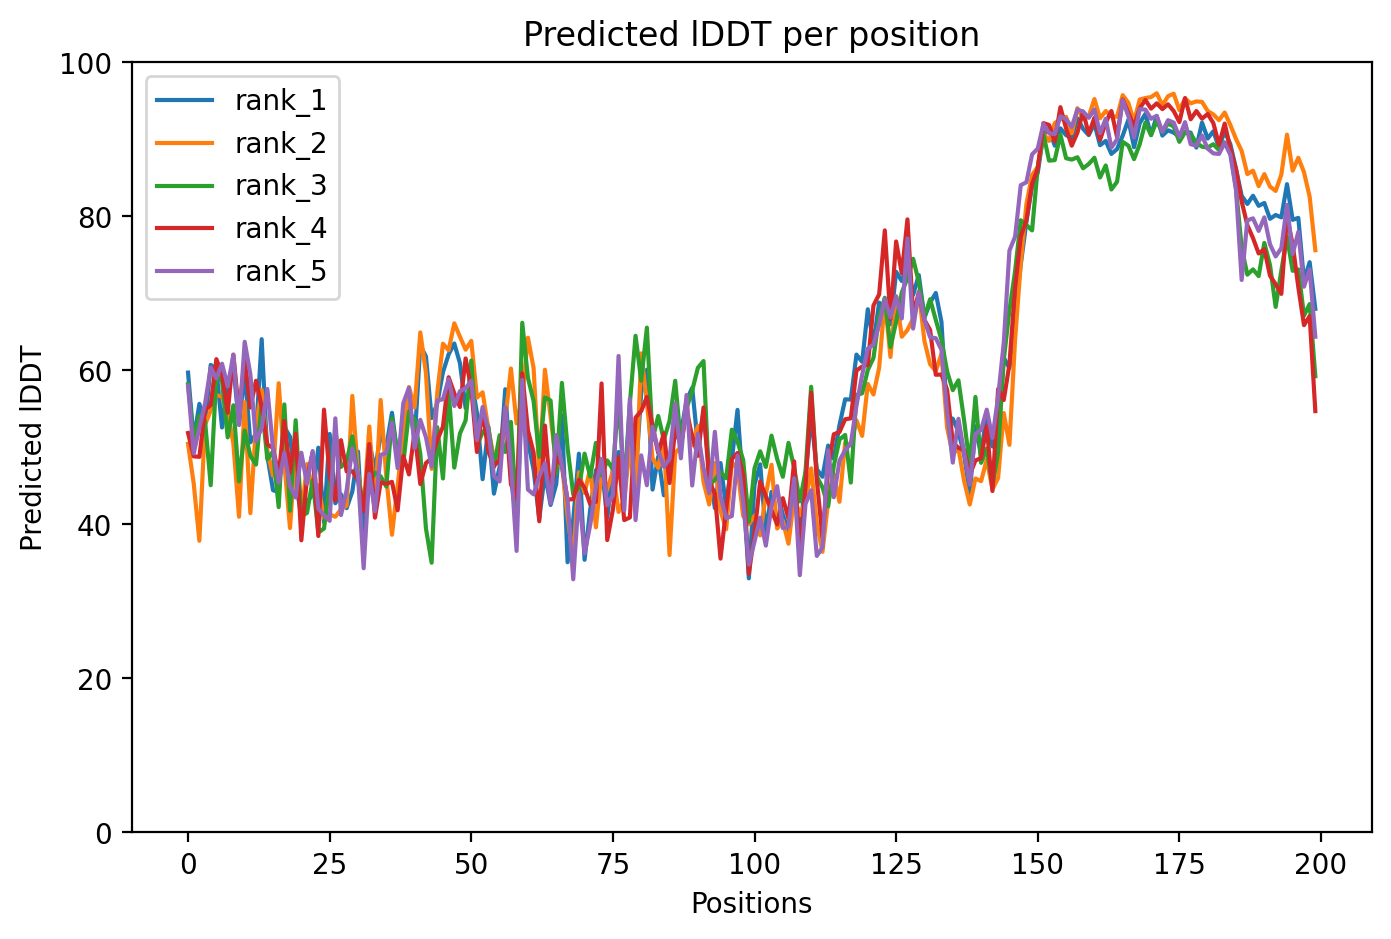 Predicted lDDT per position
100
80
60
40
20
0
Predicted lDDT
rank_1
rank_2
rank_3
rank_4
rank_5
0 25 50 75 100 125 150 175 200
Positions